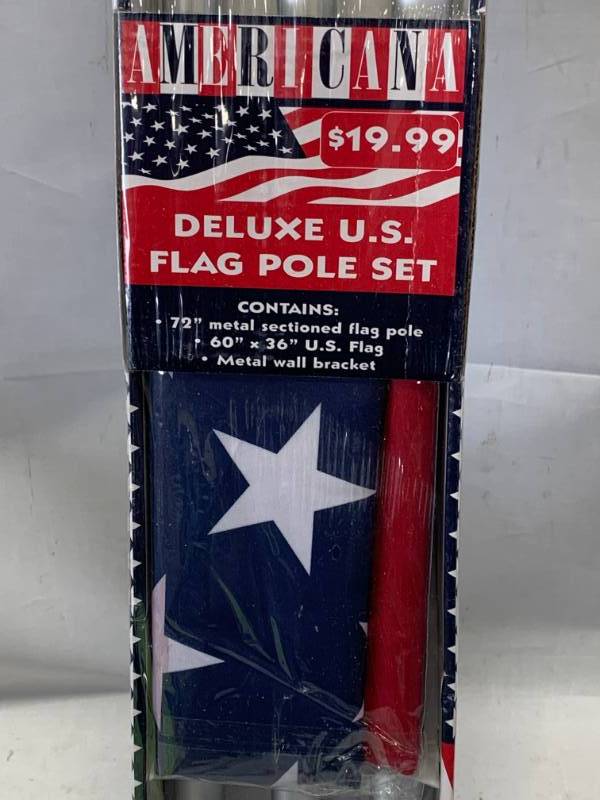 AMERICANA
$19.99!
DELUXE U.S.
FLAG POLE SET
CONTAINS:
• 72" metal sectioned flag pole
• 60" x 36" U.S. Flag
• Metal wall bracket